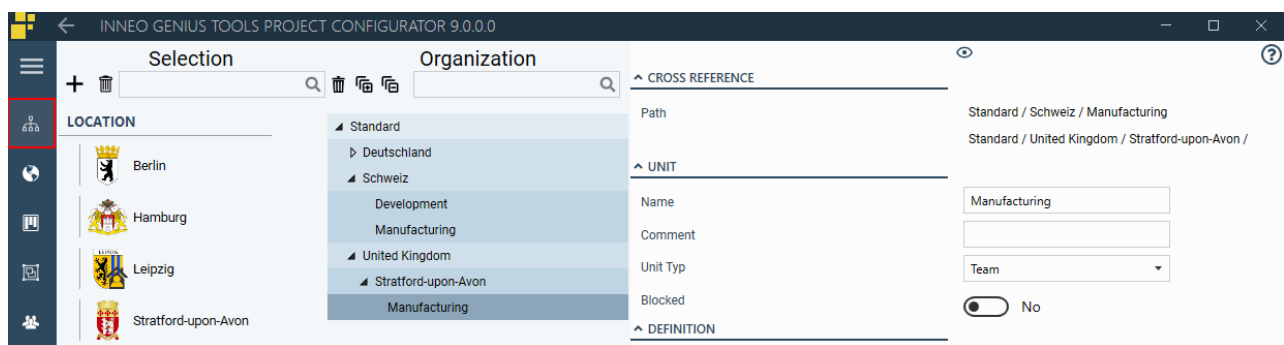 INNEO GENIUS TOOLS PROJECT CONFIGURATOR 9.0.0.0
Selection
LOCATION
Berlin
Hamburg
Leipzig
Stratford-upon-Avon
Organization
Standard
Deutschland
Schweiz
Development
Manufacturing
United Kingdom
Stratford-upon-Avon
Manufacturing
CROSS REFERENCE
Path
Standard / Schweiz / Manufacturing
Standard / United Kingdom / Stratford-upon-Avon /
UNIT
Name
Manufacturing
Comment
Unit Typ
Team
Blocked
No
DEFINITION